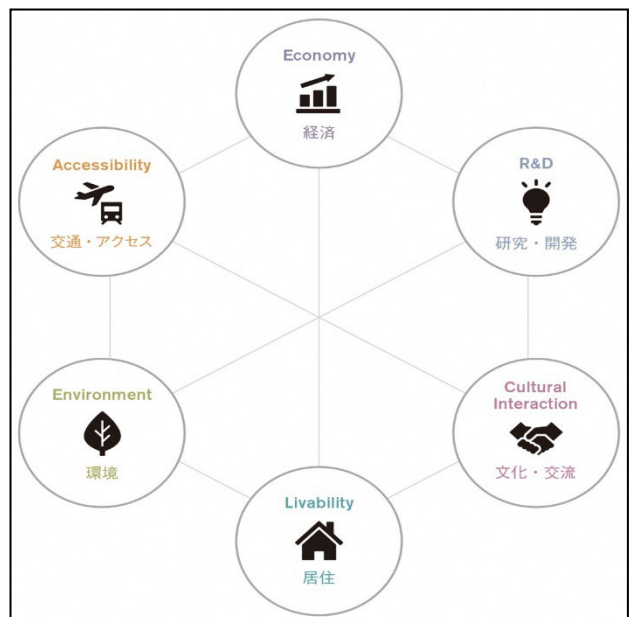 Economy
経済
Accessibility
交通・アクセス
R&D
研究・開発
Environment
環境
Cultural
Interaction
文化・交流
Livability
居住